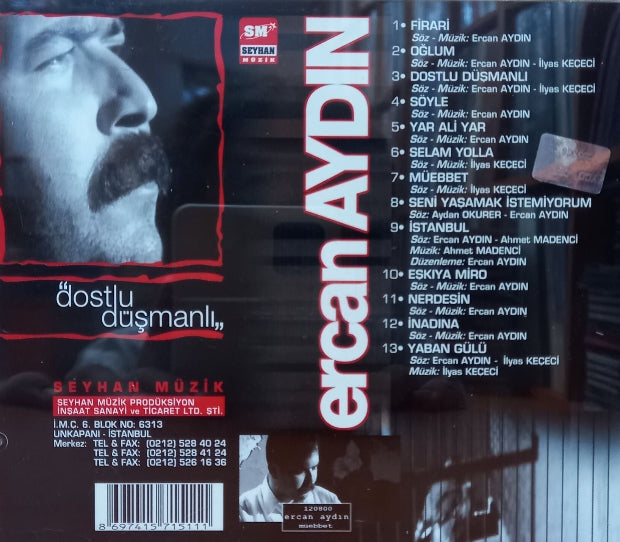 SM
SEYHAN
MÜZİK
ercan AYDIN
1• FİRARİ
Söz - Müzik: Ercan AYDIN
2• OĞLUM
Söz - Müzik: Ercan AYDIN - İlyas KEÇECİ
3• DOSTLU DÜŞMANLI
Söz - Müzik: Ercan AYDIN - İlyas KEÇECİ
4• SÖYLE
Söz - Müzik: Ercan AYDIN
5• YAR ALİ YAR
Söz - Müzik: Ercan AYDIN
6• SELAM YOLLA
Söz - Müzik: İlyas KEÇECİ
7• MÜEBBET
Söz - Müzik: İlyas KEÇECİ
8• SENİ YAŞAMAK İSTEMİYORUM
Söz: Aydan OKURER - Ercan AYDIN
9• İSTANBUL
Söz: Ercan AYDIN - Ahmet MADENCİ
Müzik: Ahmet MADENCİ
Düzenleme: Ercan AYDIN
10• EŞKIYA MİRO
Söz - Müzik: Ercan AYDIN
11• NERDESİN
Söz - Müzik: Ercan AYDIN
12• İNADINA
Söz - Müzik: Ercan AYDIN
13• YABAN GÜLÜ
Söz: Ercan AYDIN - İlyas KEÇECİ
Müzik: İlyas KEÇECİ
“dostlu
düşmanlı„
SEYHAN MÜZİK
SEYHAN MÜZİK PRODÜKSİYON
İNŞAAT SANAYİ ve TİCARET LTD. ŞTİ.
İ.M.C. 6. BLOK NO: 6313
UNKAPANI - İSTANBUL
Merkez: TEL & FAX: (0212) 528 40 24
TEL & FAX: (0212) 528 41 24
TEL & FAX: (0212) 526 16 36
8 697415 715111
120800
ercan aydın
müebbet